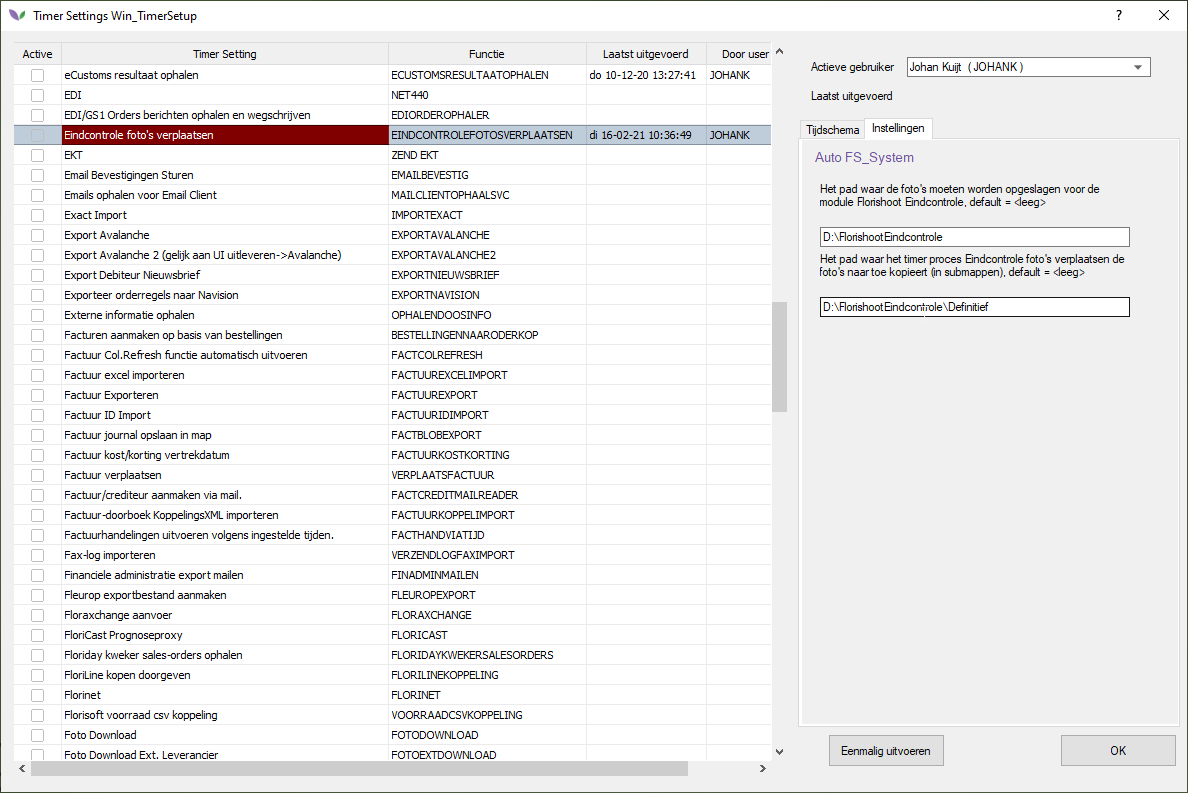 Timer Settings Win_TimerSetup
?
Active Timer Setting Functie Laatst uitgevoerd Door user
eCustoms resultaat ophalen ECUSTOMSRESULTAATOPHALEN do 10-12-20 13:27:41 JOHANK
EDI NET440
EDI/GS1 Orders berichten ophalen en wegschrijven EDIORDEROPHALER
Eindcontrole foto's verplaatsen EINDCONTROLEFOTOSVERPLAATSEN di 16-02-21 10:36:49 JOHANK
EKT ZEND EKT
Email Bevestigingen Sturen EMAILBEVESTIG
Emails ophalen voor Email Client MAILCLIENTOPHAALSVC
Exact Import IMPORTEXACT
Export Avalanche EXPORTAVALANCHE
Export Avalanche 2 (gelijk aan UI uitleveren->Avalanche) EXPORTAVALANCHE2
Export Debiteur Nieuwsbrief EXPORTNIEUWSBRIEF
Exporteer orderregels naar Navision EXPORTNAVISION
Externe informatie ophalen OPHALENDOOSINFO
Facturen aanmaken op basis van bestellingen BESTELLINGENNAARODERKOP
Factuur Col.Refresh functie automatisch uitvoeren FACTCOLREFRESH
Factuur excel importeren FACTUUREXCELIMPORT
Factuur Exporteren FACTUUREXPORT
Factuur ID Import FACTUURIDIMPORT
Factuur journal opslaan in map FACTBLOBEXPORT
Factuur kost/korting vertrekdatum FACTUURKOSTKORTING
Factuur verplaatsen VERPLAATSFACTUUR
Factuur/crediteur aanmaken via mail. FACTCREDITMAILREADER
Factuur-doorboek KoppelingsXML importeren FACTUURKOPPELIMPORT
Factuurhandelingen uitvoeren volgens ingestelde tijden. FACTHANDVIATIJD
Fax-log importeren VERZENDLOGFAXIMPORT
Financiele administratie export mailen FINADMINMAILEN
Fleurop exportbestand aanmaken FLEUROPEXPORT
Floraxchange aanvoer FLORAXCHANGE
FloriCast Prognoseproxy FLORICAST
Floriday kweker sales-orders ophalen FLORIDAYKWEKERSALESORDERS
FloriLine kopen doorgeven FLORILINEKOPPELING
Florinet FLORINET
Florisoft voorraad csv koppeling VOORRAADCSVKOPPELING
Foto Download FOTODOWNLOAD
Foto Download Ext. Leverancier FOTOEXTDOWNLOAD
Actieve gebruiker Johan Kuijt ( JOHANK )
Laatst uitgevoerd
Tijdschema Instellingen
Auto FS_System
Het pad waar de foto's moeten worden opgeslagen voor de
module Florishoot Eindcontrole, default = <leeg>
D:\FlorishootEindcontrole
Het pad waar het timer proces Eindcontrole foto's verplaatsen de
foto's naar toe kopieert (in submappen), default = <leeg>
D:\FlorishootEindcontrole\Definitief
Eenmalig uitvoeren OK